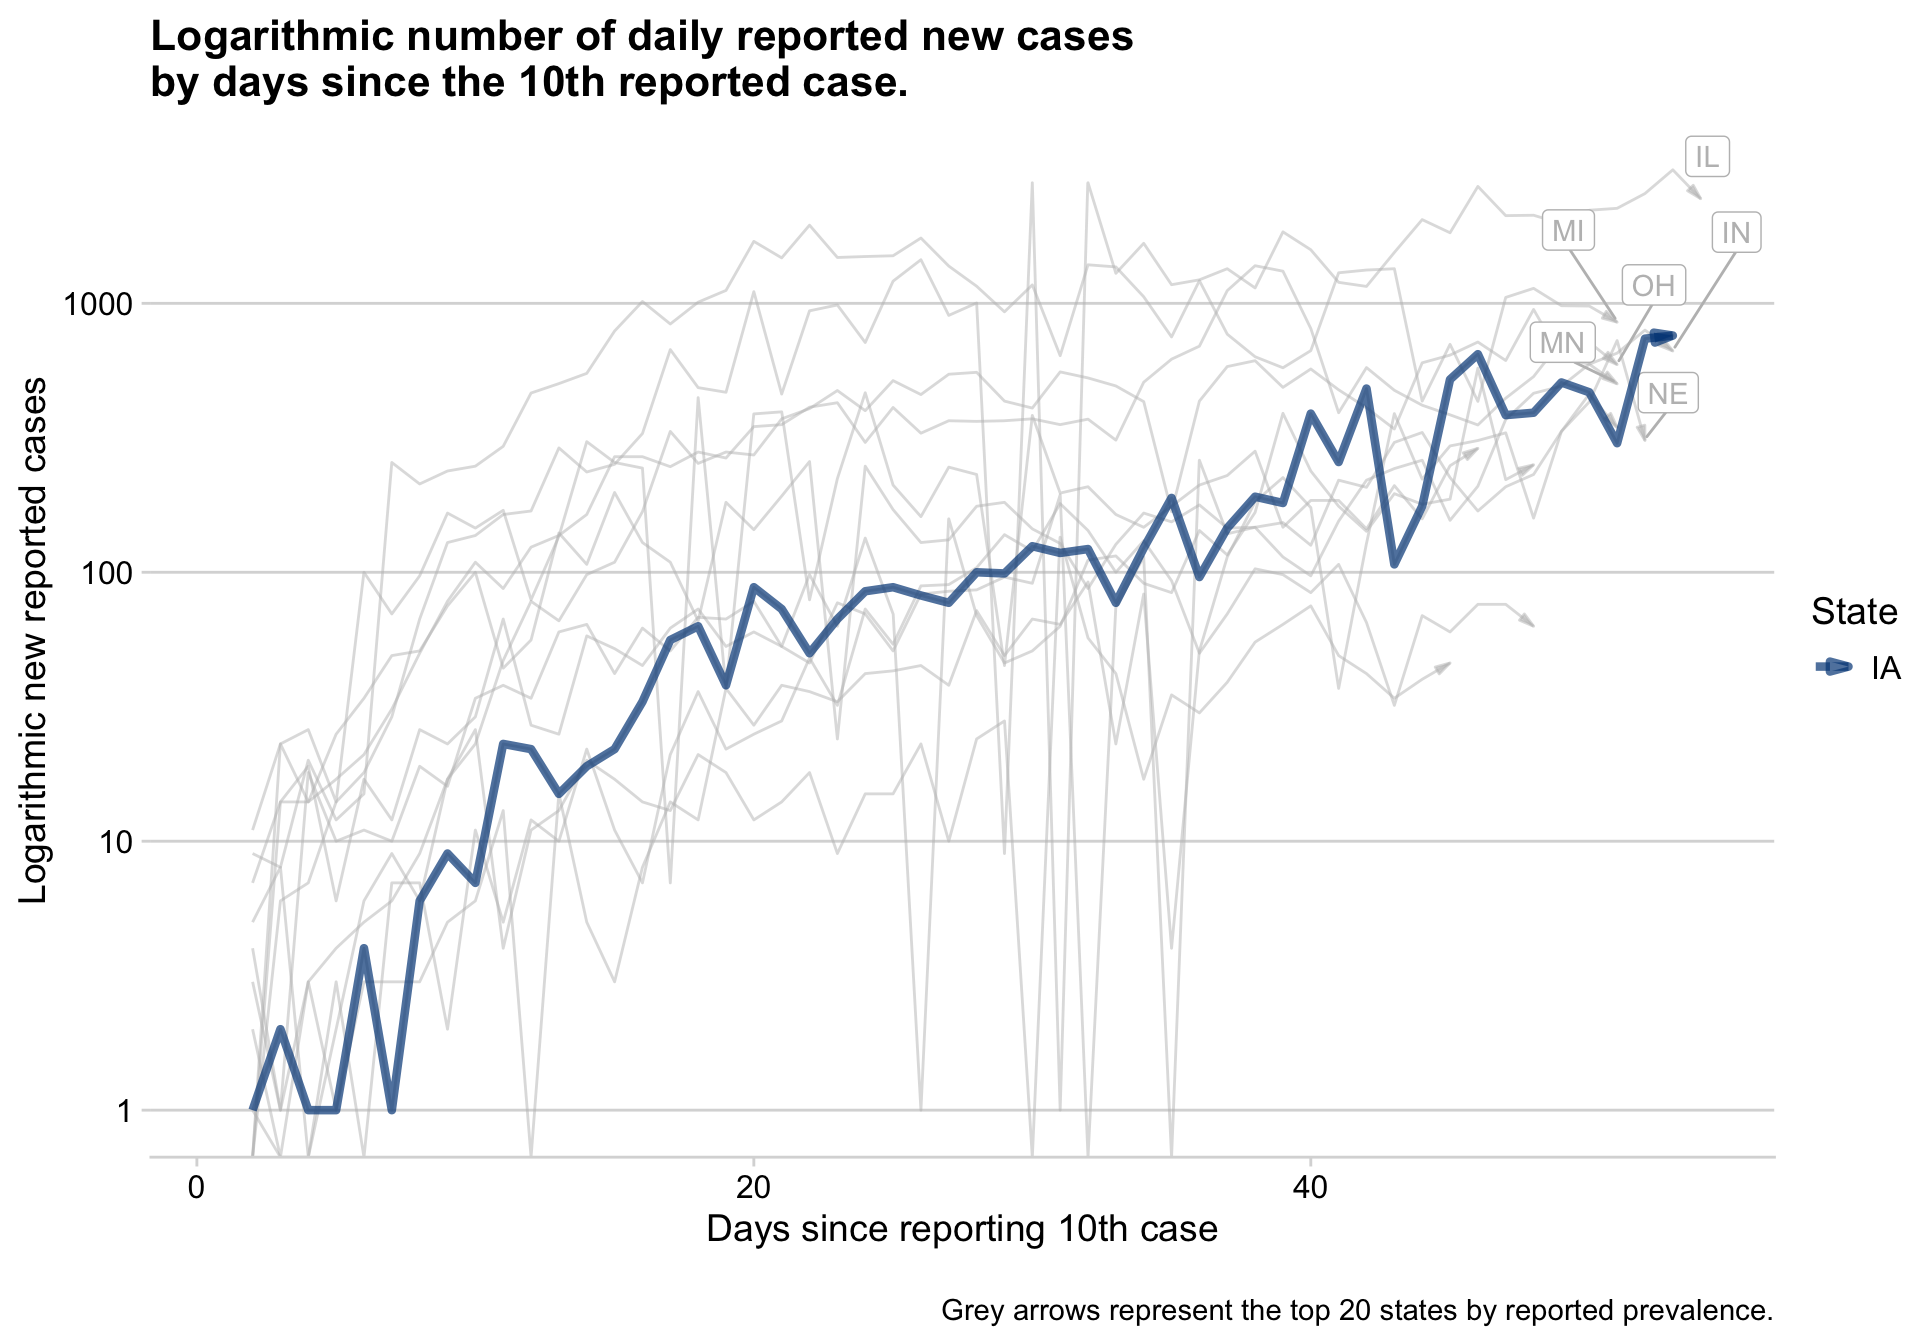 Logarithmic number of daily reported new cases
by days since the 10th reported case.
IL
MI
IN
OH
MN
NE
1000
100
10
1
Logarithmic new reported cases
0
20
40
Days since reporting 10th case
State
IA
Grey arrows represent the top 20 states by reported prevalence.